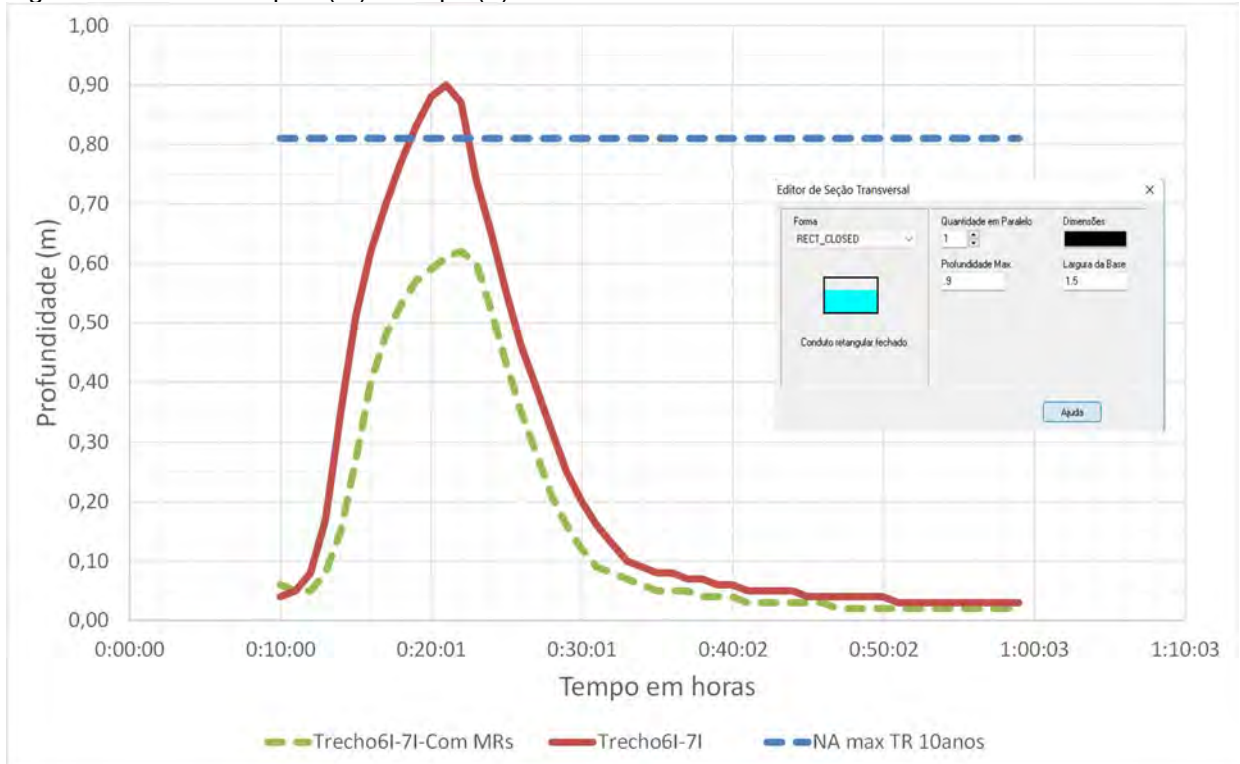 1,00
0,90
0,80
0,70
0,60
0,50
0,40
0,30
0,20
0,10
0,00
Profundidade (m)
0:00:00 0:10:00 0:20:01 0:30:01 0:40:02 0:50:02 1:00:03 1:10:03
Tempo em horas
Trecho6I-7I-Com MRs Trecho6I-7I NA max TR 10anos
Editor de Seção Transversal
Forma Quantidade em Paralelo Dimensões
RECT_CLOSED 1
Profundidade Max. Largura da Base
.9 1.5
Conduto retangular fechado
Ajuda